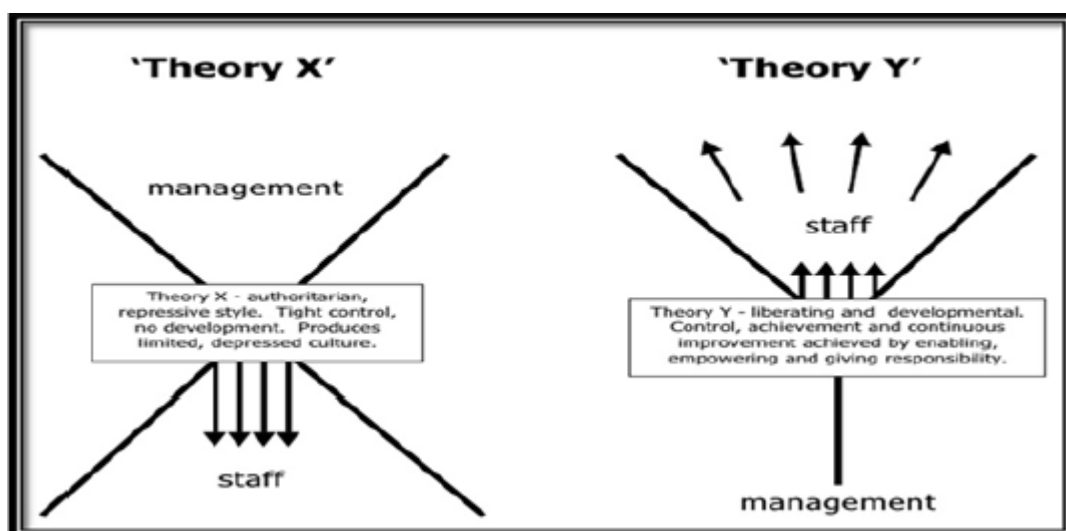 ‘Theory X’
management
Theory X - authoritarian,
repressive style. Tight control,
no development. Produces
limited, depressed culture.
staff
‘Theory Y’
staff
Theory Y - liberating and developmental.
Control, achievement and continuous
improvement achieved by enabling,
empowering and giving responsibility.
management